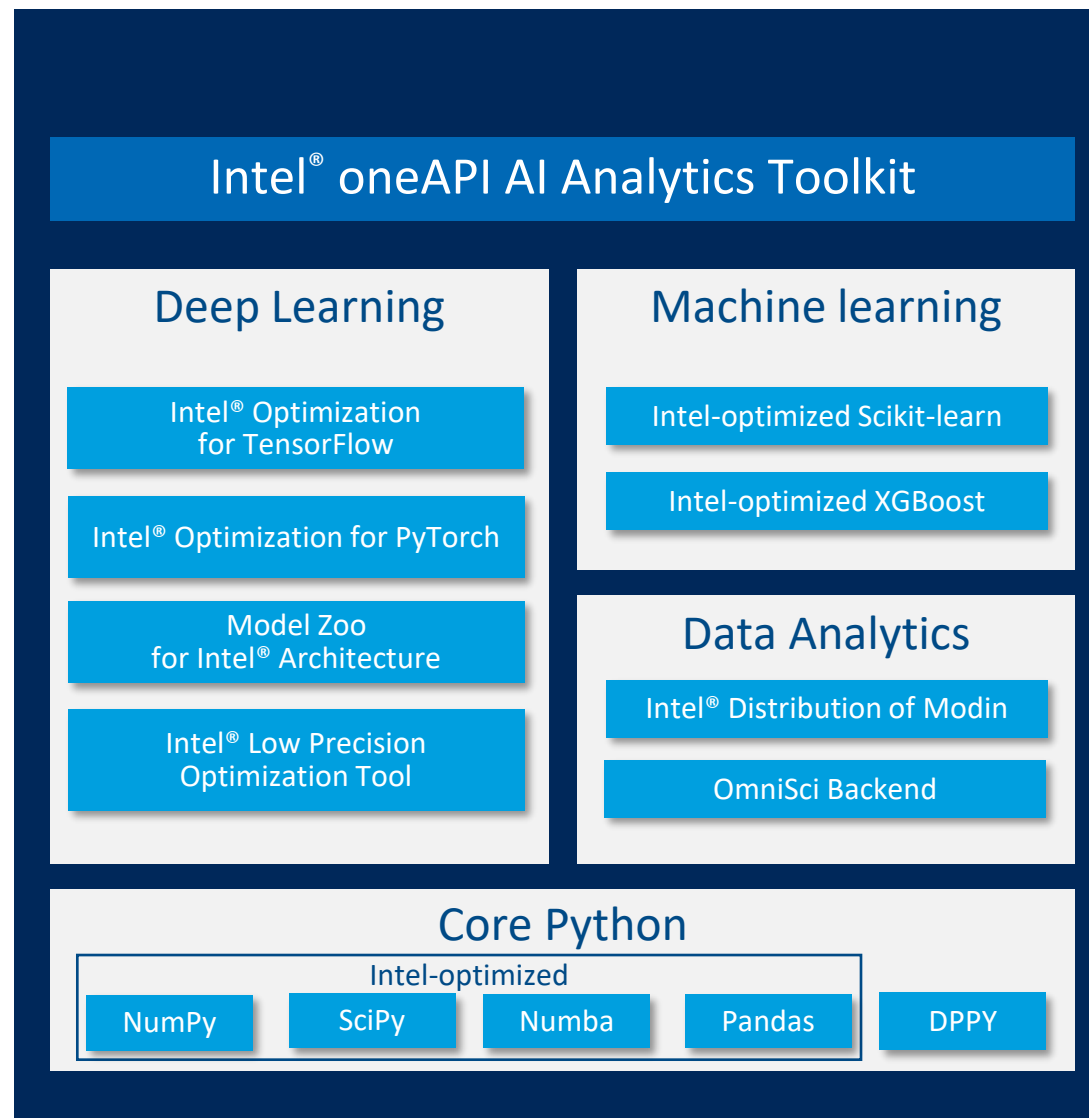 Intel® oneAPI AI Analytics Toolkit
Deep Learning
Intel® Optimization
for TensorFlow
Intel® Optimization for PyTorch
Model Zoo
for Intel® Architecture
Intel® Low Precision
Optimization Tool
Machine learning
Intel-optimized Scikit-learn
Intel-optimized XGBoost
Data Analytics
Intel® Distribution of Modin
OmniSci Backend
Core Python
Intel-optimized
NumPy
SciPy
Numba
Pandas
DPPY